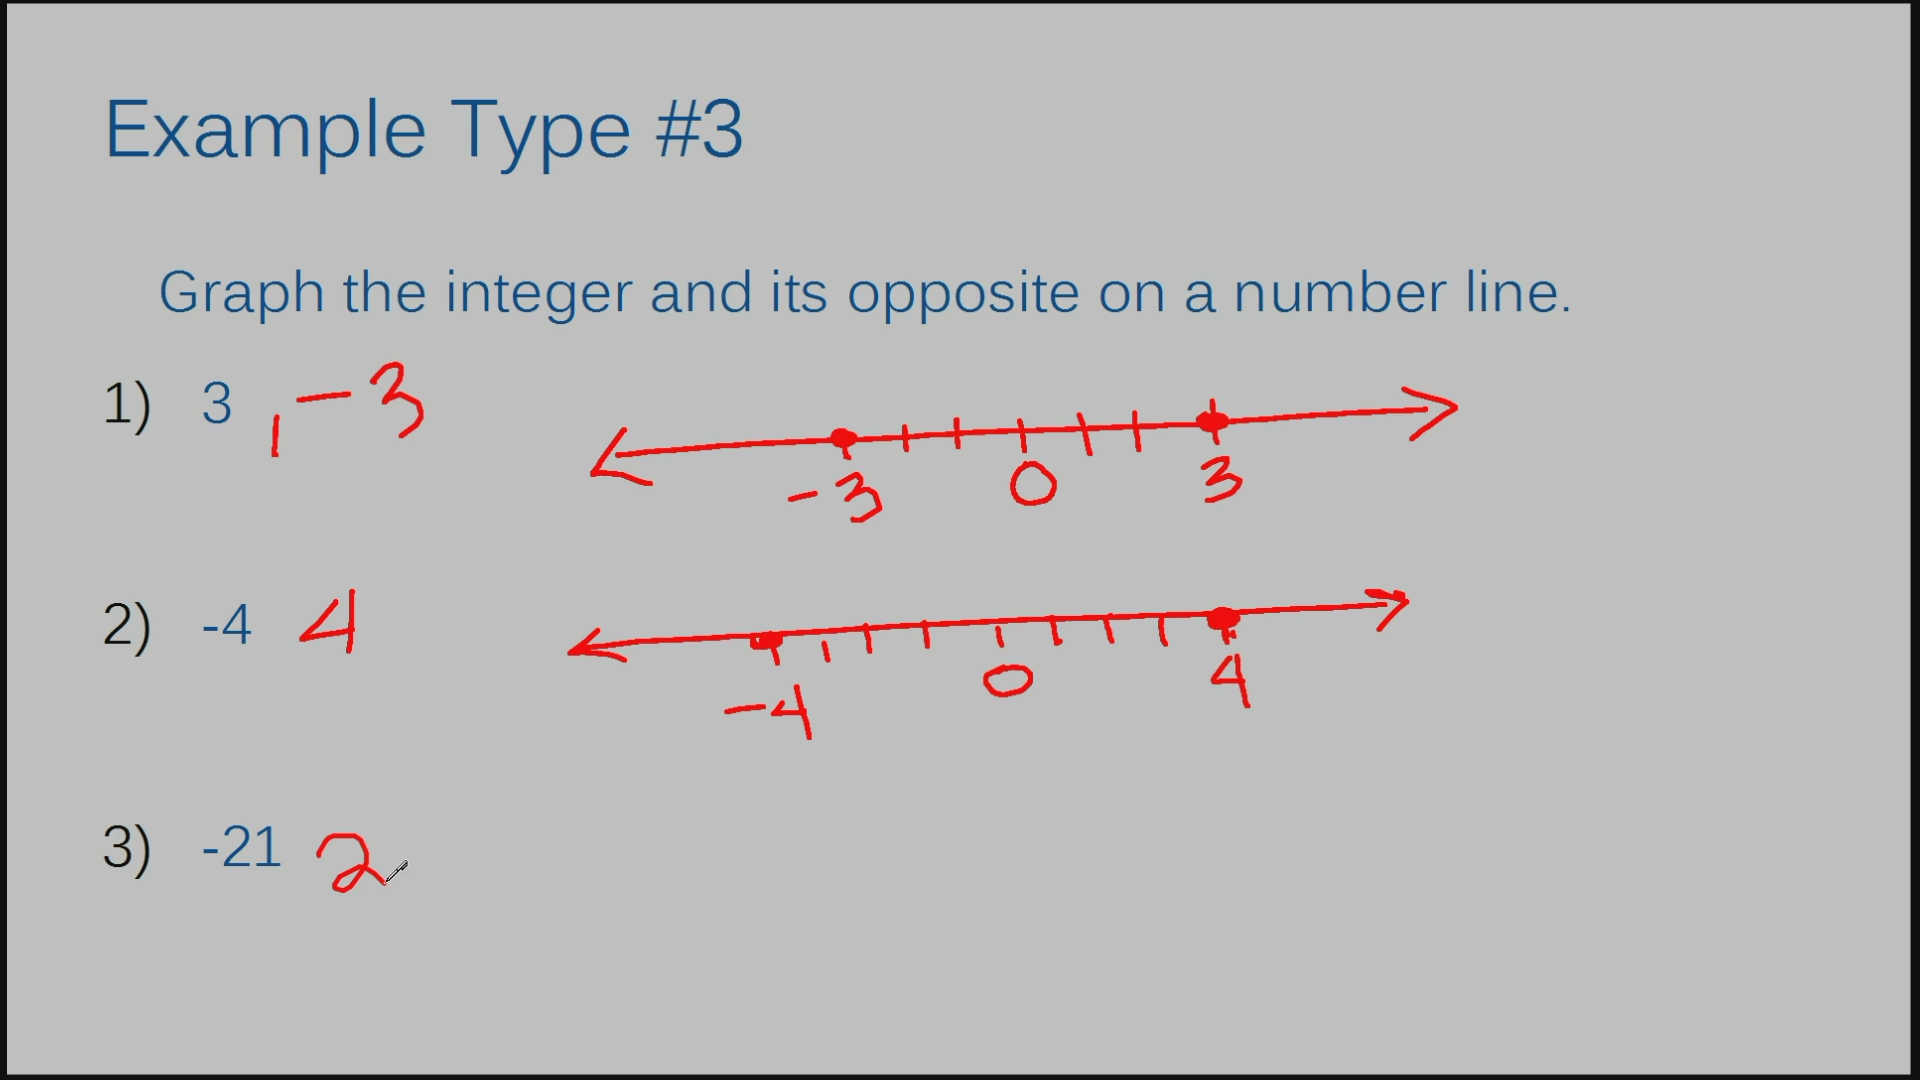 Example Type #3
Graph the integer and its opposite on a number line.
1) 3 , -3
-3 0 3
2) -4 4
-4 0 4
3) -21 2